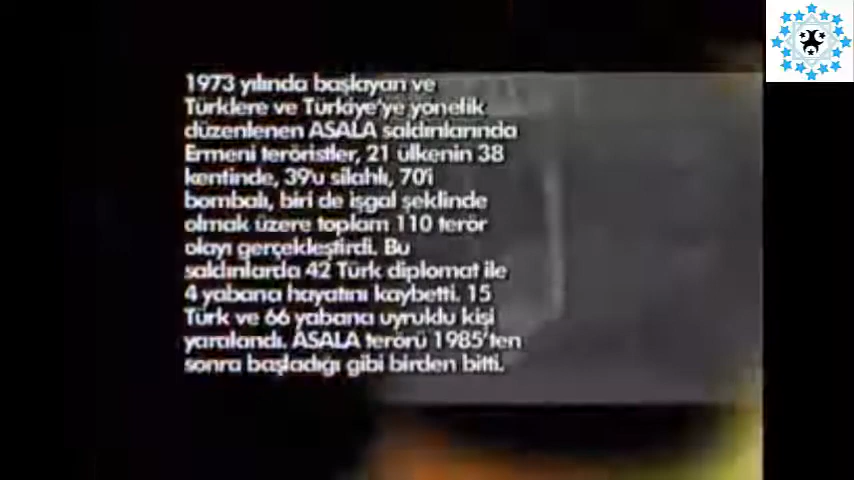 1973 yılında başlayan ve
Türklere ve Türkiye'ye yönelik
düzenlenen ASALA saldırılarında
Ermeni teröristler, 21 ülkenin 38
kentinde, 39'u silahlı, 70'i
bombalı, biri de işgal şeklinde
olmak üzere toplam 110 terör
olayı gerçekleştirdi. Bu
saldırılarda 42 Türk diplomat ile
4 yabancı hayatını kaybetti. 15
Türk ve 66 yabancı uyruklu kişi
yaralandı. ASALA terörü 1985'ten
sonra başladığı gibi birden bitti.